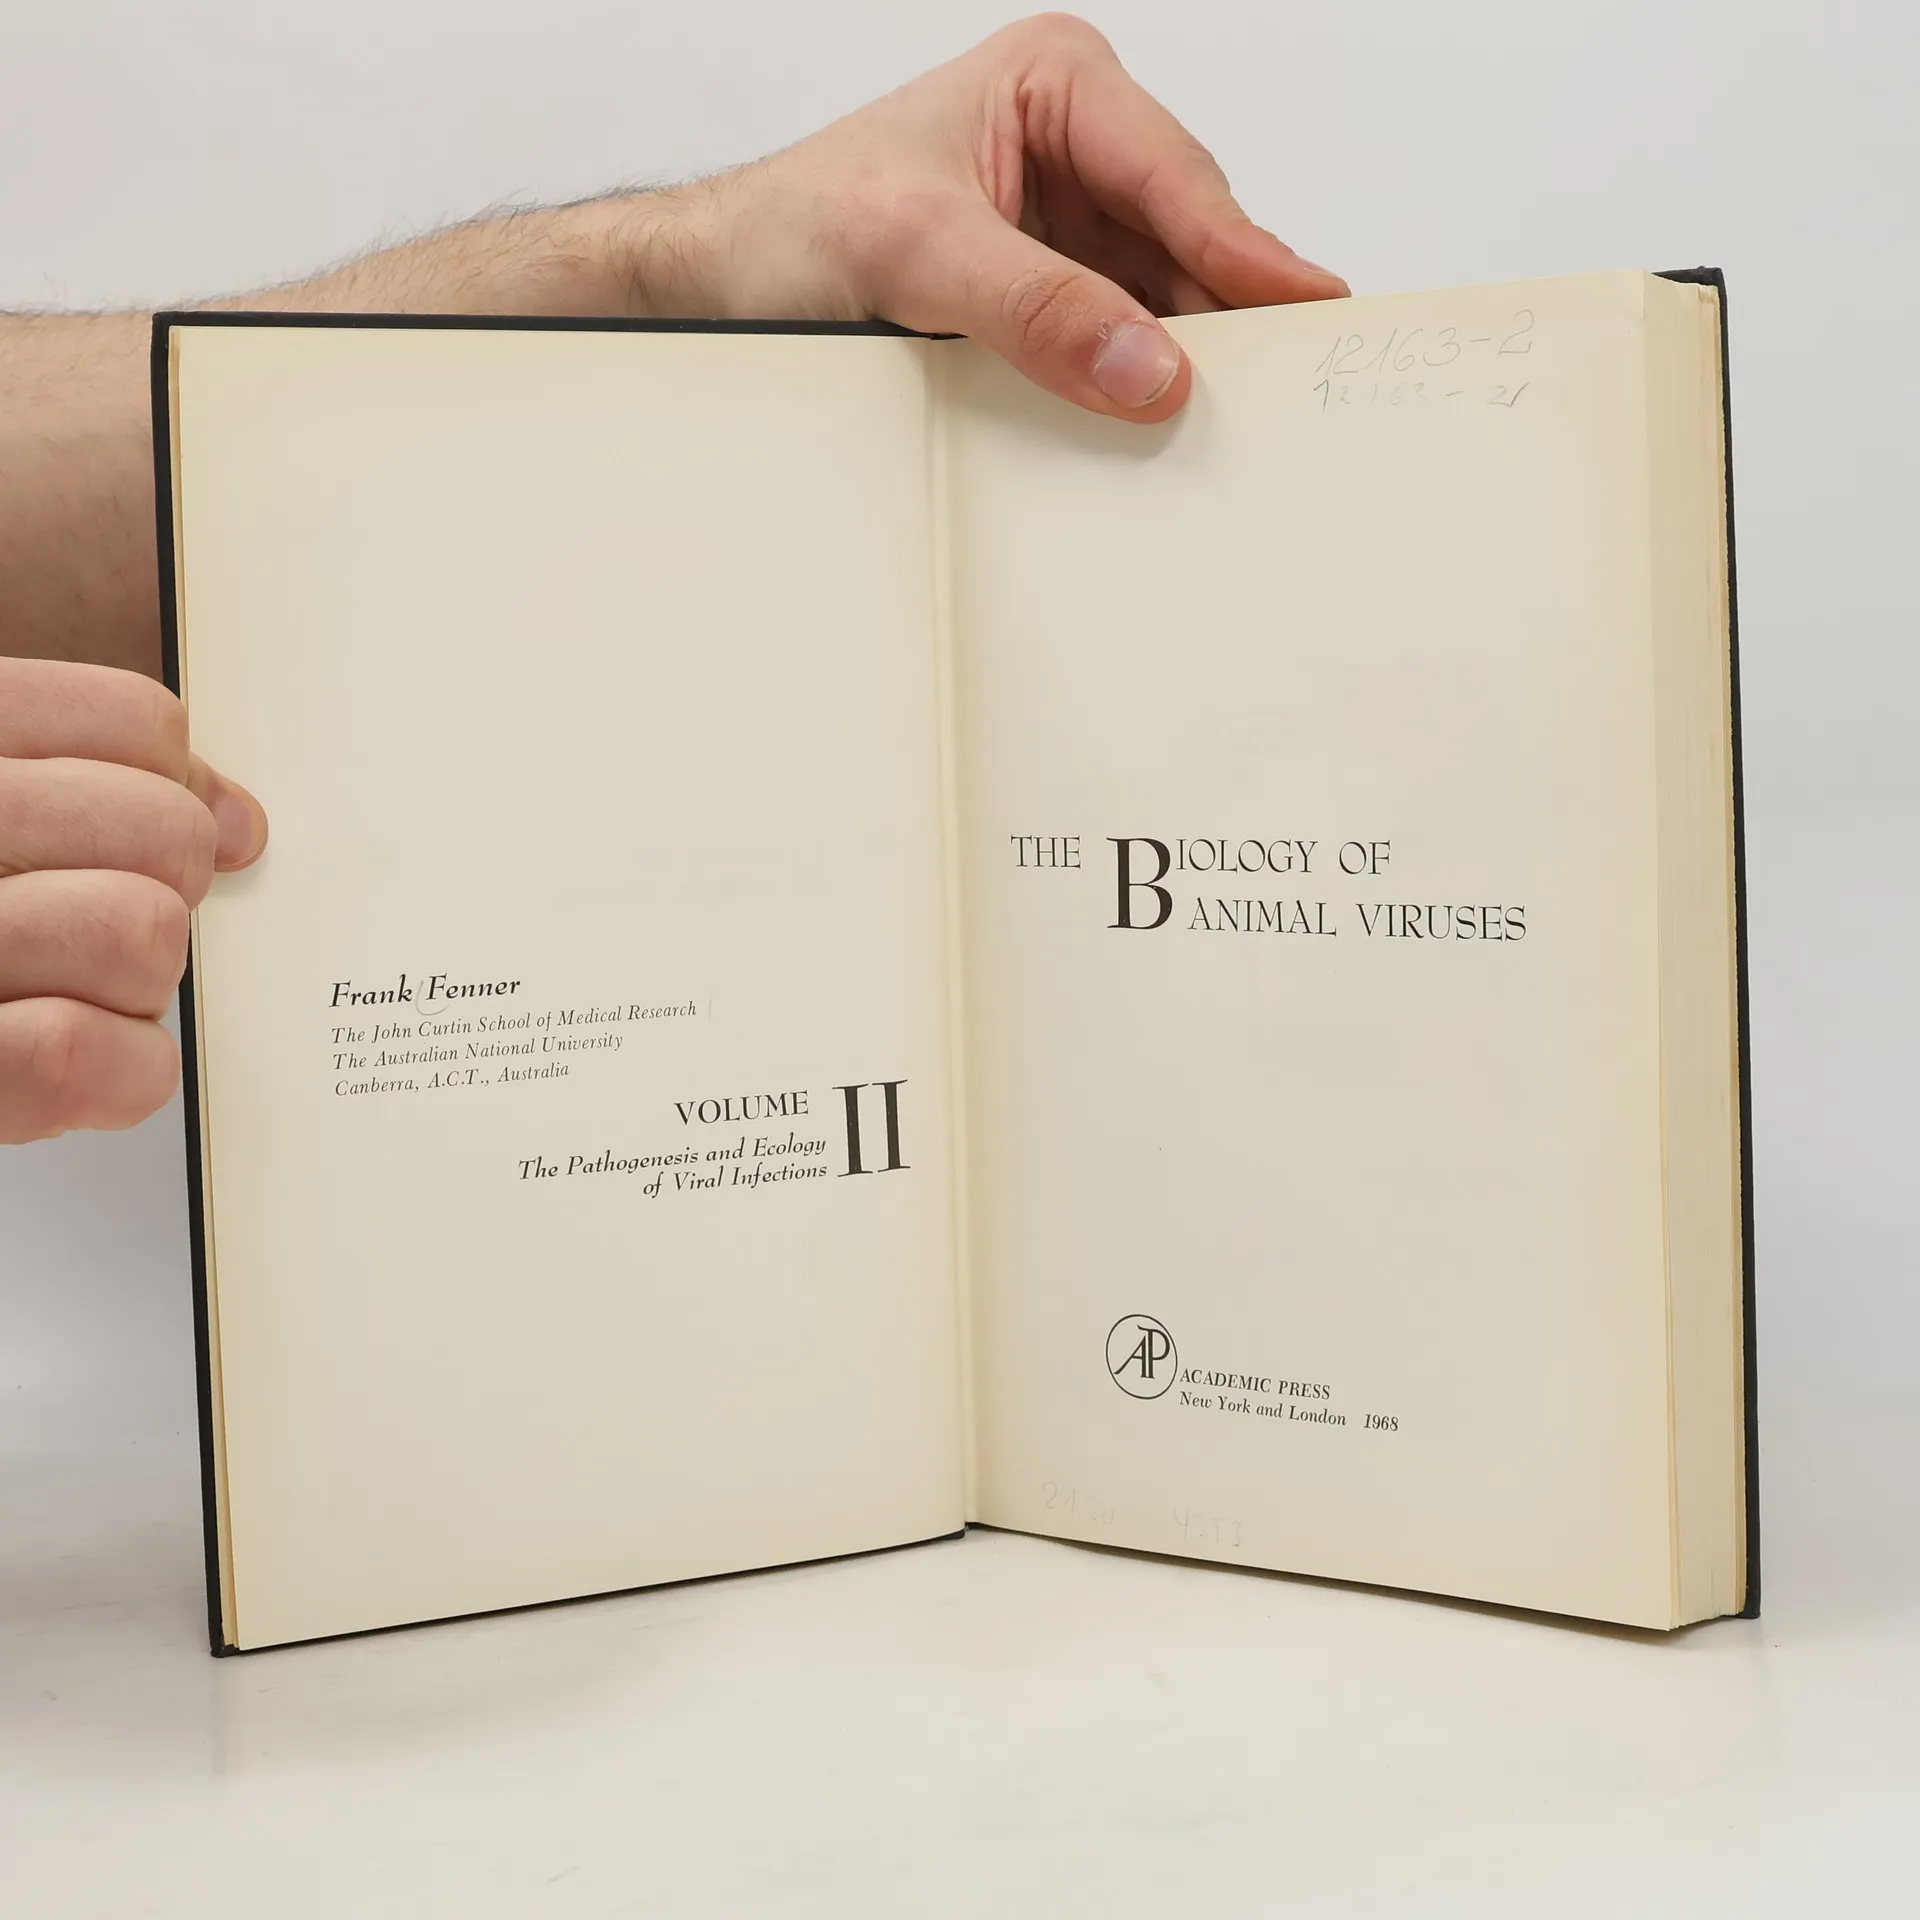 Frank Fenner
The John Curtin School of Medical Research
The Australian National University
Canberra, A.C.T., Australia
VOLUME II
The Pathogenesis and Ecology
of Viral Infections
12163-2
12163-2
THE BIOLOGY OF
ANIMAL VIRUSES
AP
ACADEMIC PRESS
New York and London 1968